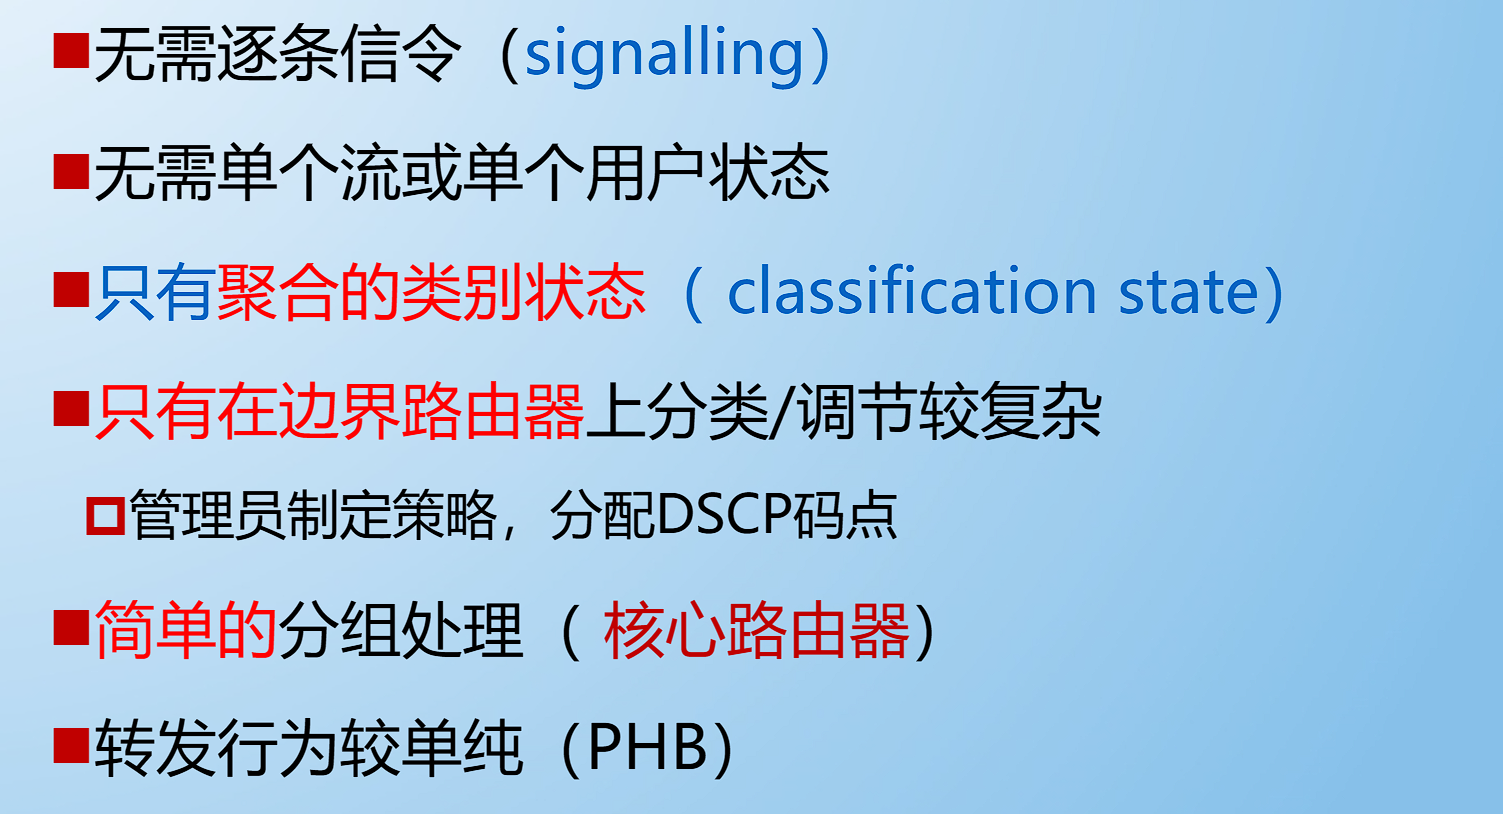 无需逐条信令（signalling）
无需单个流或单个用户状态
只有聚合的类别状态（ classification state）
只有在边界路由器上分类/调节较复杂
管理员制定策略，分配DSCP码点
简单的分组处理（ 核心路由器）
转发行为较单纯（PHB）